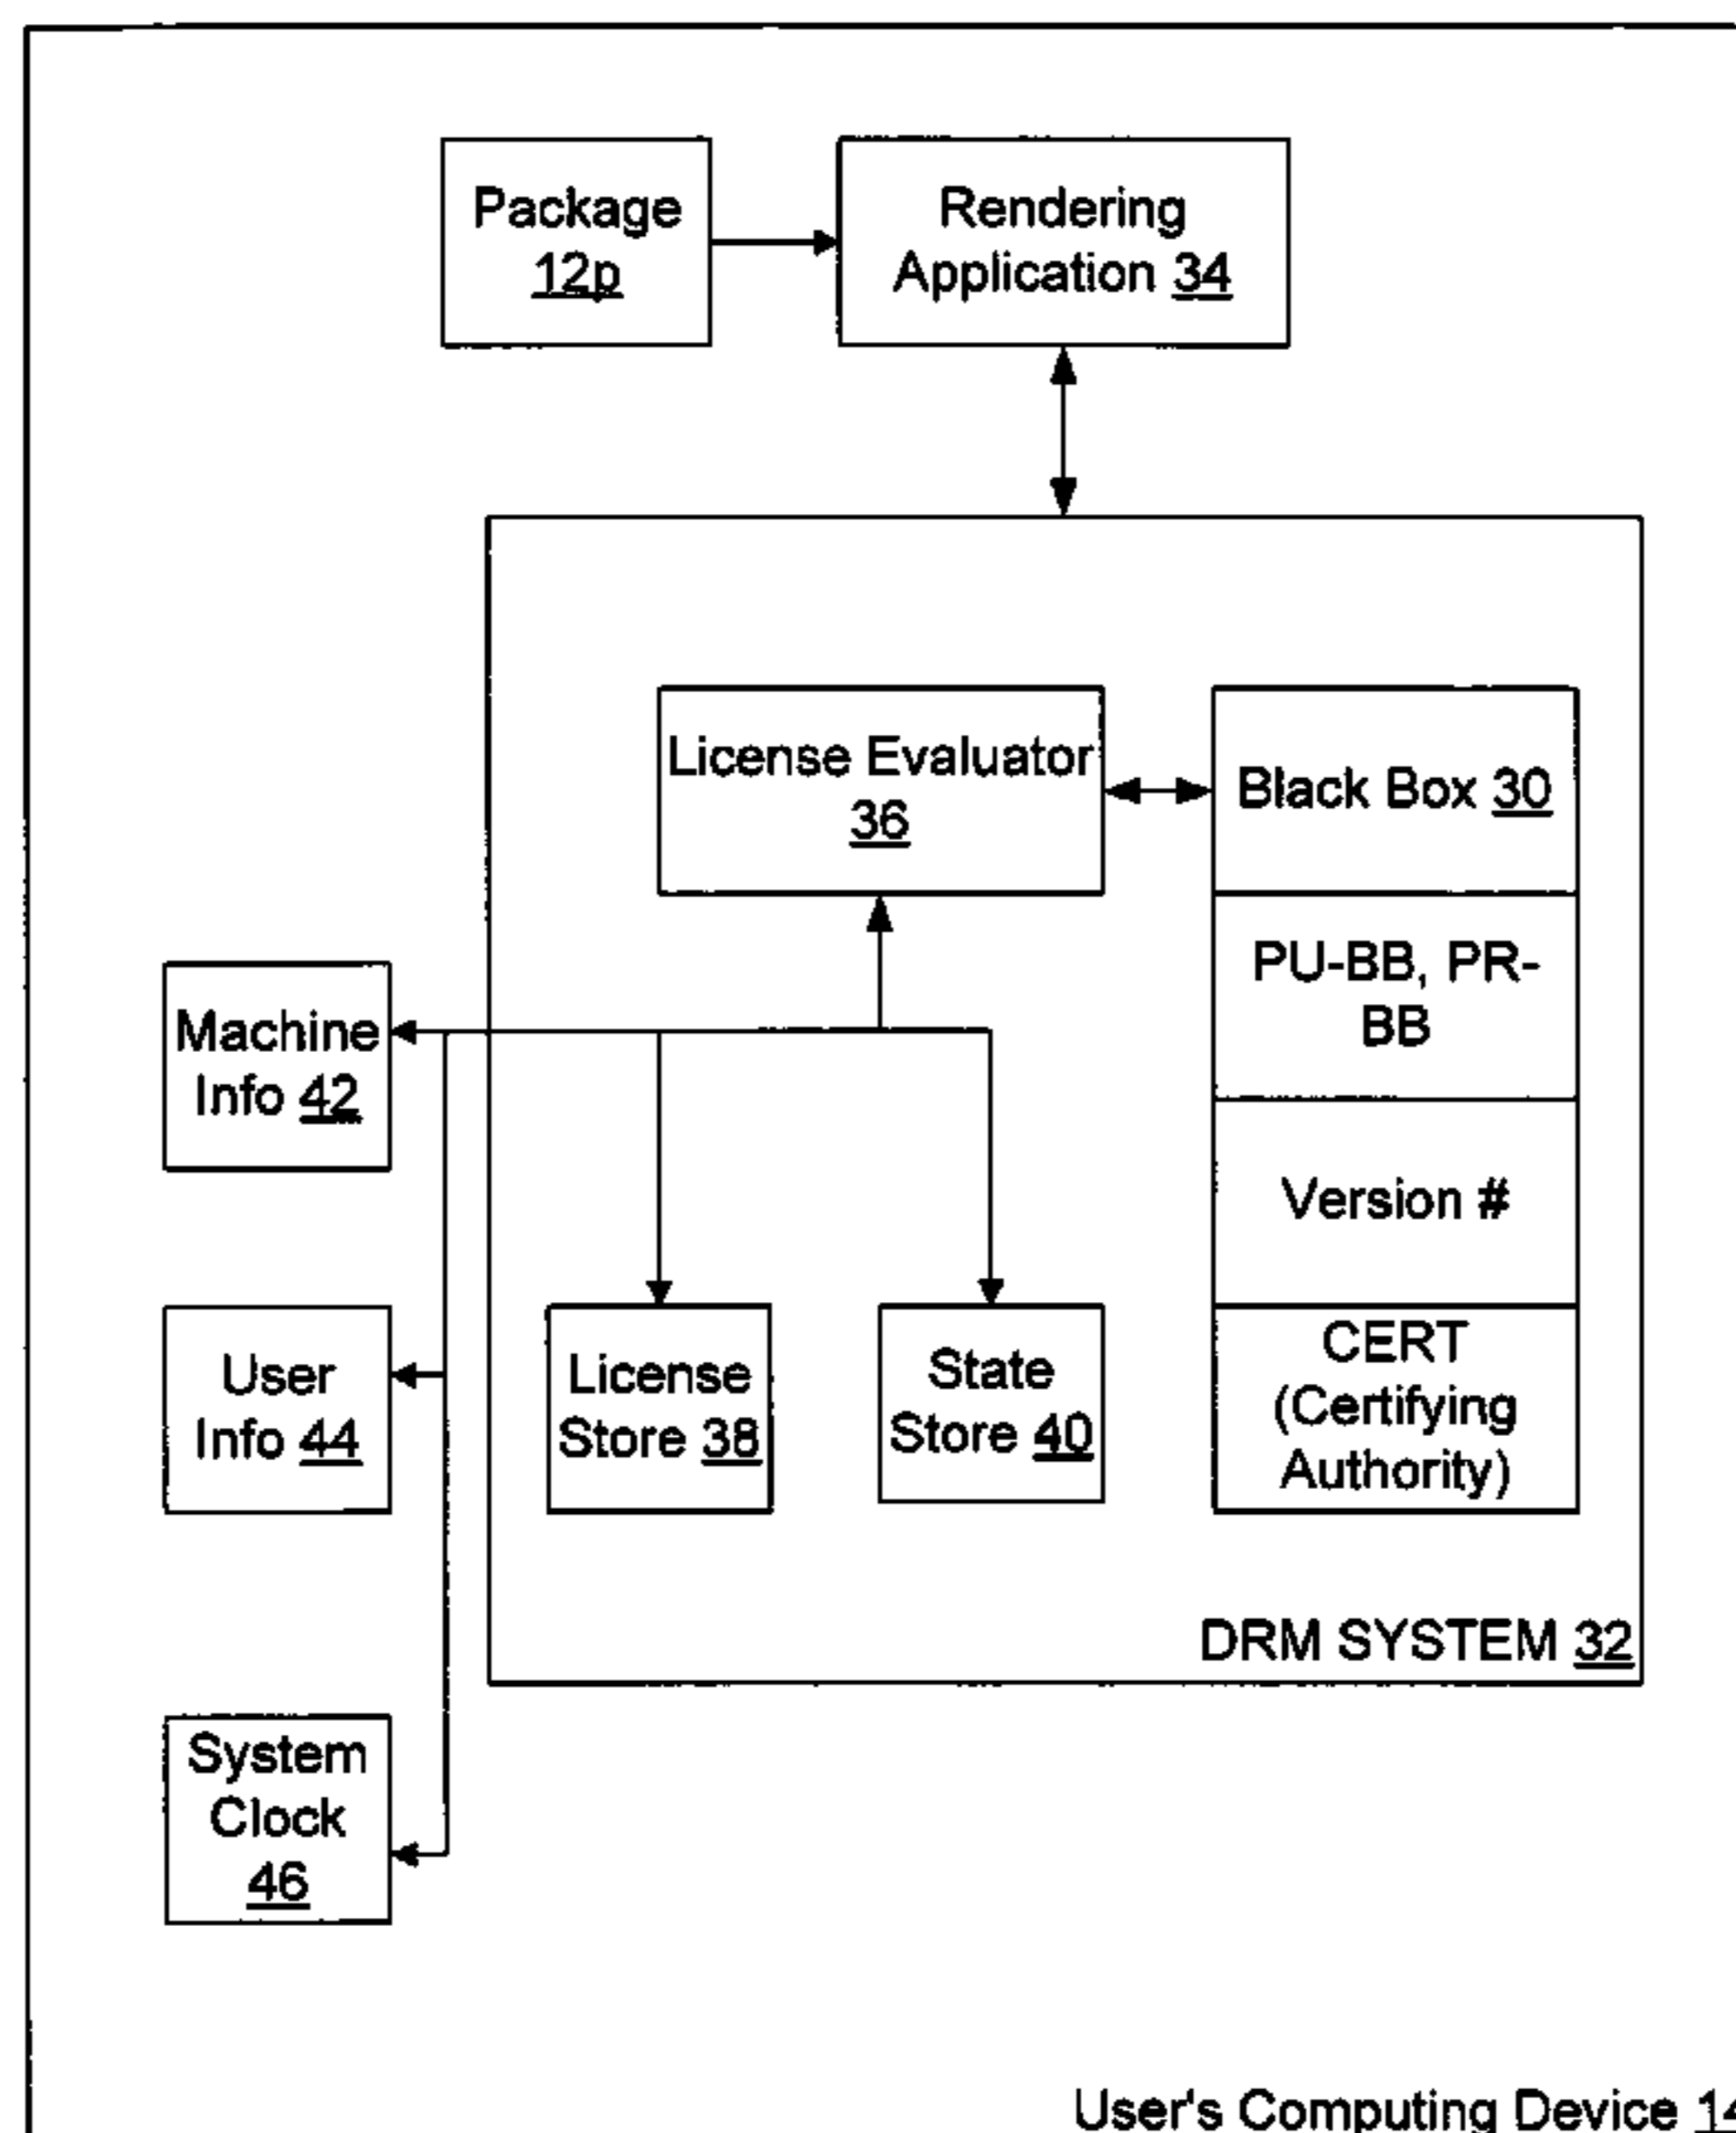 Package
12p
Rendering
Application 34
License Evaluator
36
Black Box 30
PU-BB, PR-
BB
Version #
CERT
(Certifying
Authority)
Machine
Info 42
User
Info 44
System
Clock
46
License
Store 38
State
Store 40
DRM SYSTEM 32
User's Computing Device 14